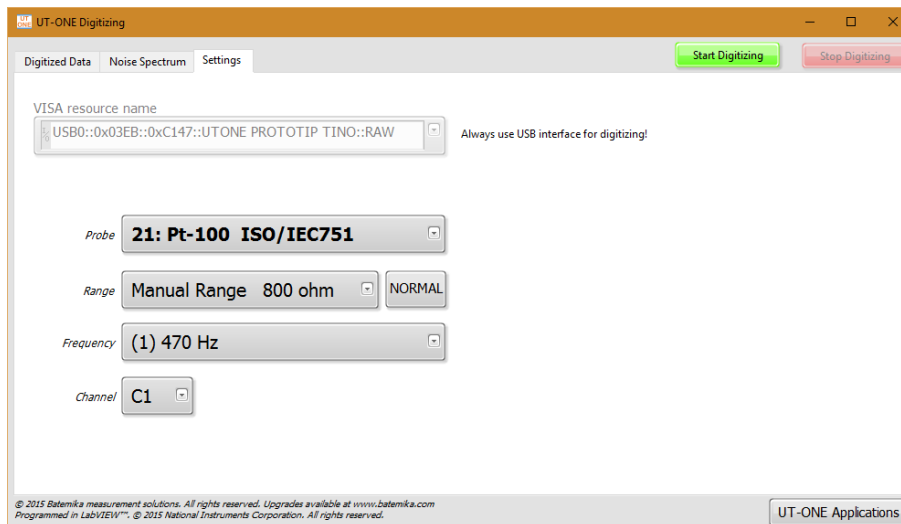 UT ONE UT-ONE Digitizing
Digitized Data Noise Spectrum Settings Start Digitizing Stop Digitizing
VISA resource name
I/O USB0::0x03EB::0xC147::UTONE PROTOTIP TINO::RAW Always use USB interface for digitizing!
Probe 21: Pt-100 ISO/IEC751
Range Manual Range 800 ohm NORMAL
Frequency (1) 470 Hz
Channel C1
© 2015 Batemika measurement solutions. All rights reserved. Upgrades available at www.batemika.com
Programmed in LabVIEW™. © 2015 National Instruments Corporation. All rights reserved.
UT-ONE Applications